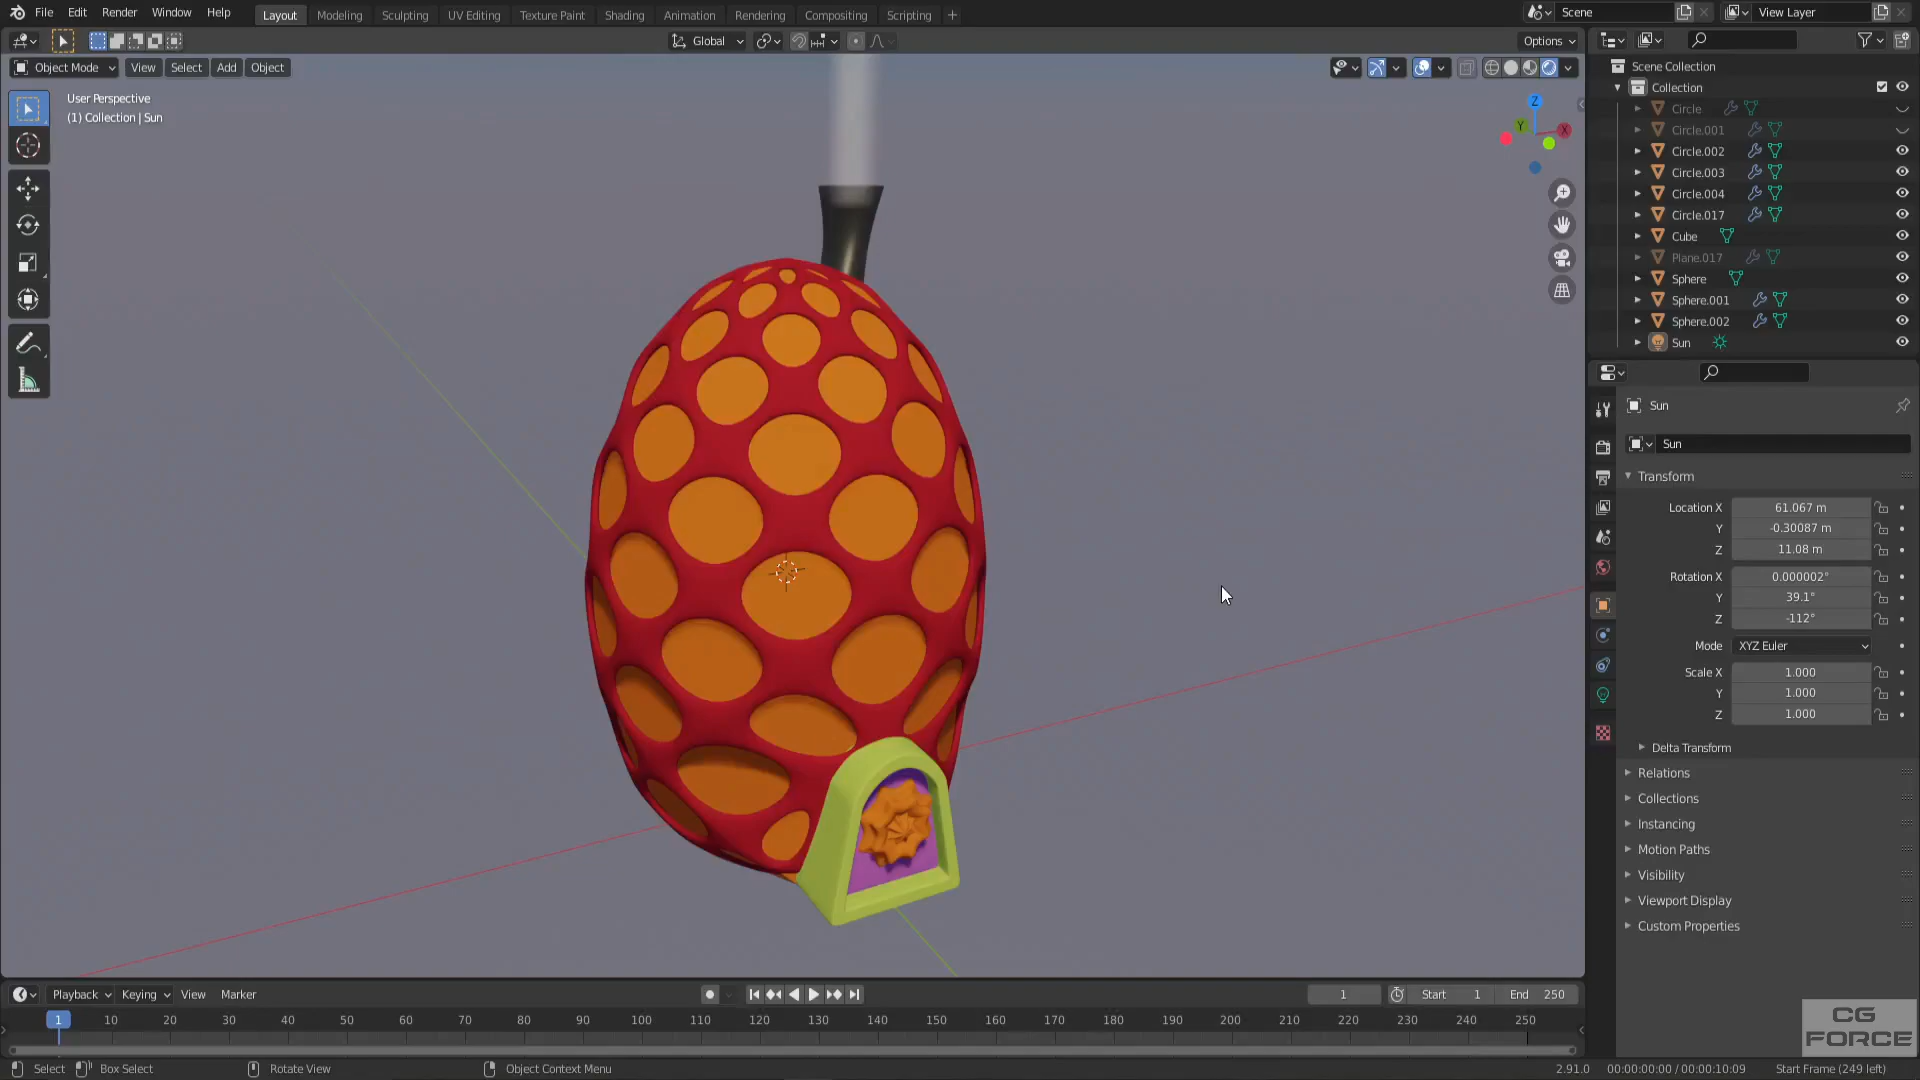 File Edit Render Window Help Layout Modeling Sculpting UV Editing Texture Paint Shading Animation Rendering Compositing Scripting + Scene View Layer
Global Options
Object Mode View Select Add Object
User Perspective
(1) Collection | Sun
Z
Y
X
Scene Collection
Collection
Circle
Circle.001
Circle.002
Circle.003
Circle.004
Circle.017
Cube
Plane.017
Sphere
Sphere.001
Sphere.002
Sun
Sun
Sun
Transform
Location X 61.067 m
Y -0.30087 m
Z 11.08 m
Rotation X 0.000002°
Y 39.1°
Z -112°
Mode XYZ Euler
Scale X 1.000
Y 1.000
Z 1.000
Delta Transform
Relations
Collections
Instancing
Motion Paths
Visibility
Viewport Display
Custom Properties
Playback Keying View Marker 1 Start 1 End 250
1 10 20 30 40 50 60 70 80 90 100 110 120 130 140 150 160 170 180 190 200 210 220 230 240 250
CG
FORCE
Select Box Select Rotate View Object Context Menu 2.91.0 00:00:00:00 / 00:00:10:09 Start Frame (249 left)